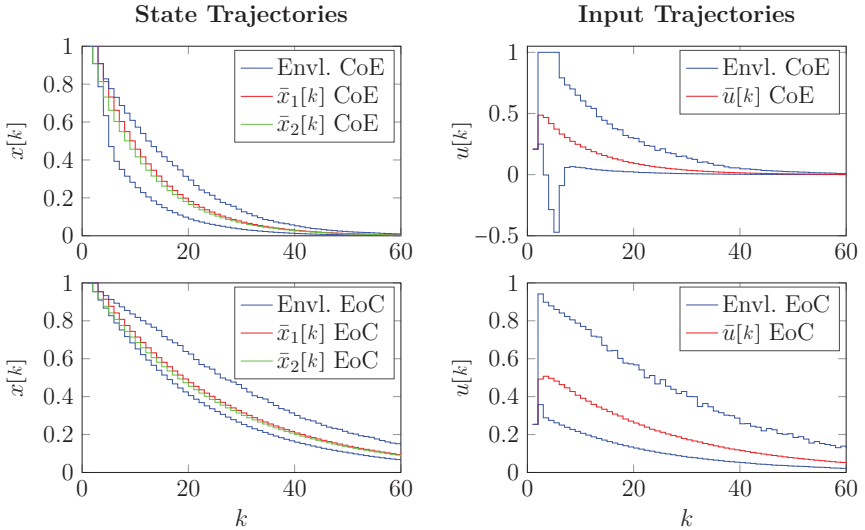 State Trajectories
Input Trajectories
1
0.8
0.6
0.4
0.2
0
x[k]
0
20
40
60
Envl. CoE
x̄₁[k] CoE
x̄₂[k] CoE
1
0.5
0
−0.5
u[k]
0
20
40
60
Envl. CoE
ū[k] CoE
1
0.8
0.6
0.4
0.2
0
x[k]
0
20
40
60
k
Envl. EoC
x̄₁[k] EoC
x̄₂[k] EoC
1
0.8
0.6
0.4
0.2
0
u[k]
0
20
40
60
k
Envl. EoC
ū[k] EoC